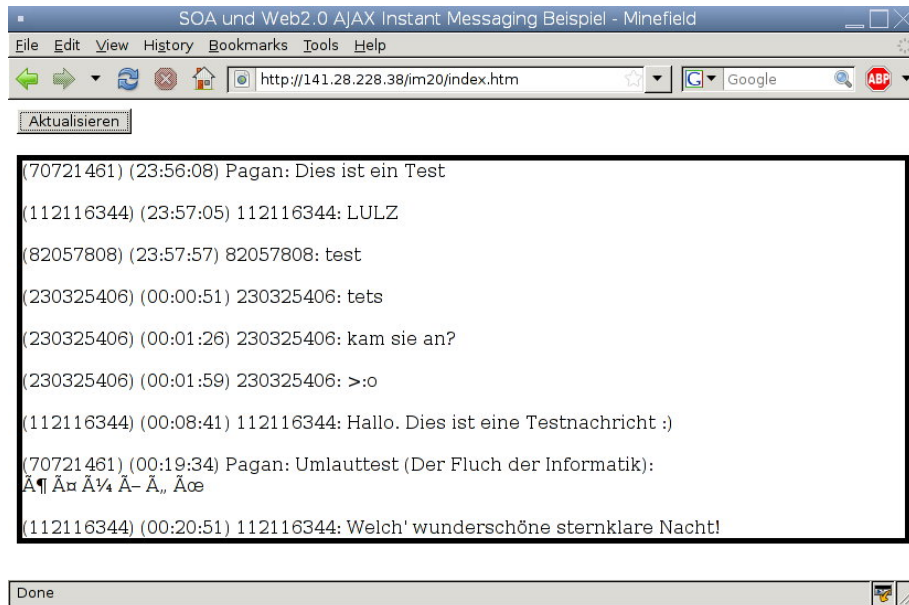 SOA und Web2.0 AJAX Instant Messaging Beispiel - Minefield
File Edit View History Bookmarks Tools Help
http://141.28.228.38/im20/index.htm G Google ABP
Aktualisieren
(70721461) (23:56:08) Pagan: Dies ist ein Test
(112116344) (23:57:05) 112116344: LULZ
(82057808) (23:57:57) 82057808: test
(230325406) (00:00:51) 230325406: tets
(230325406) (00:01:26) 230325406: kam sie an?
(230325406) (00:01:59) 230325406: >:o
(112116344) (00:08:41) 112116344: Hallo. Dies ist eine Testnachricht :)
(70721461) (00:19:34) Pagan: Umlauttest (Der Fluch der Informatik):
Ã¶ Ã¤ Ã¼ Ã– Ã„ Ãœ
(112116344) (00:20:51) 112116344: Welch' wunderschöne sternklare Nacht!
Done